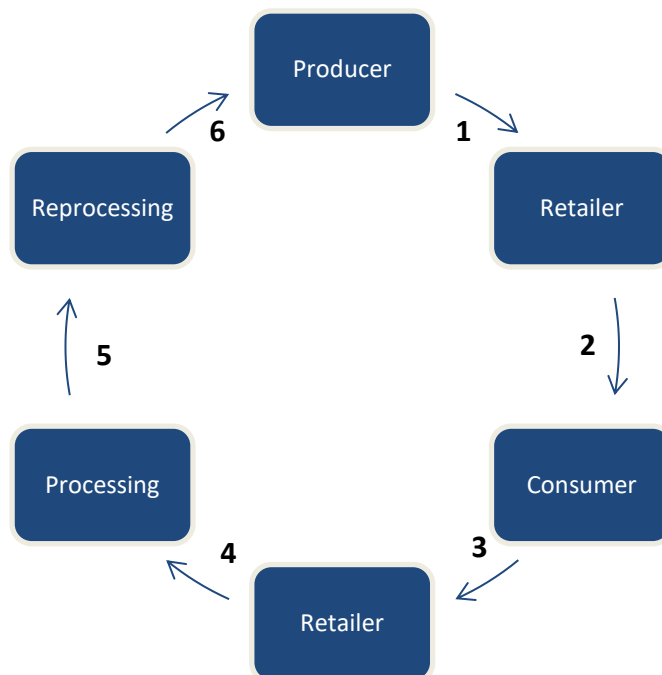 Producer
1
Retailer
2
Consumer
3
Retailer
4
Processing
5
Reprocessing
6